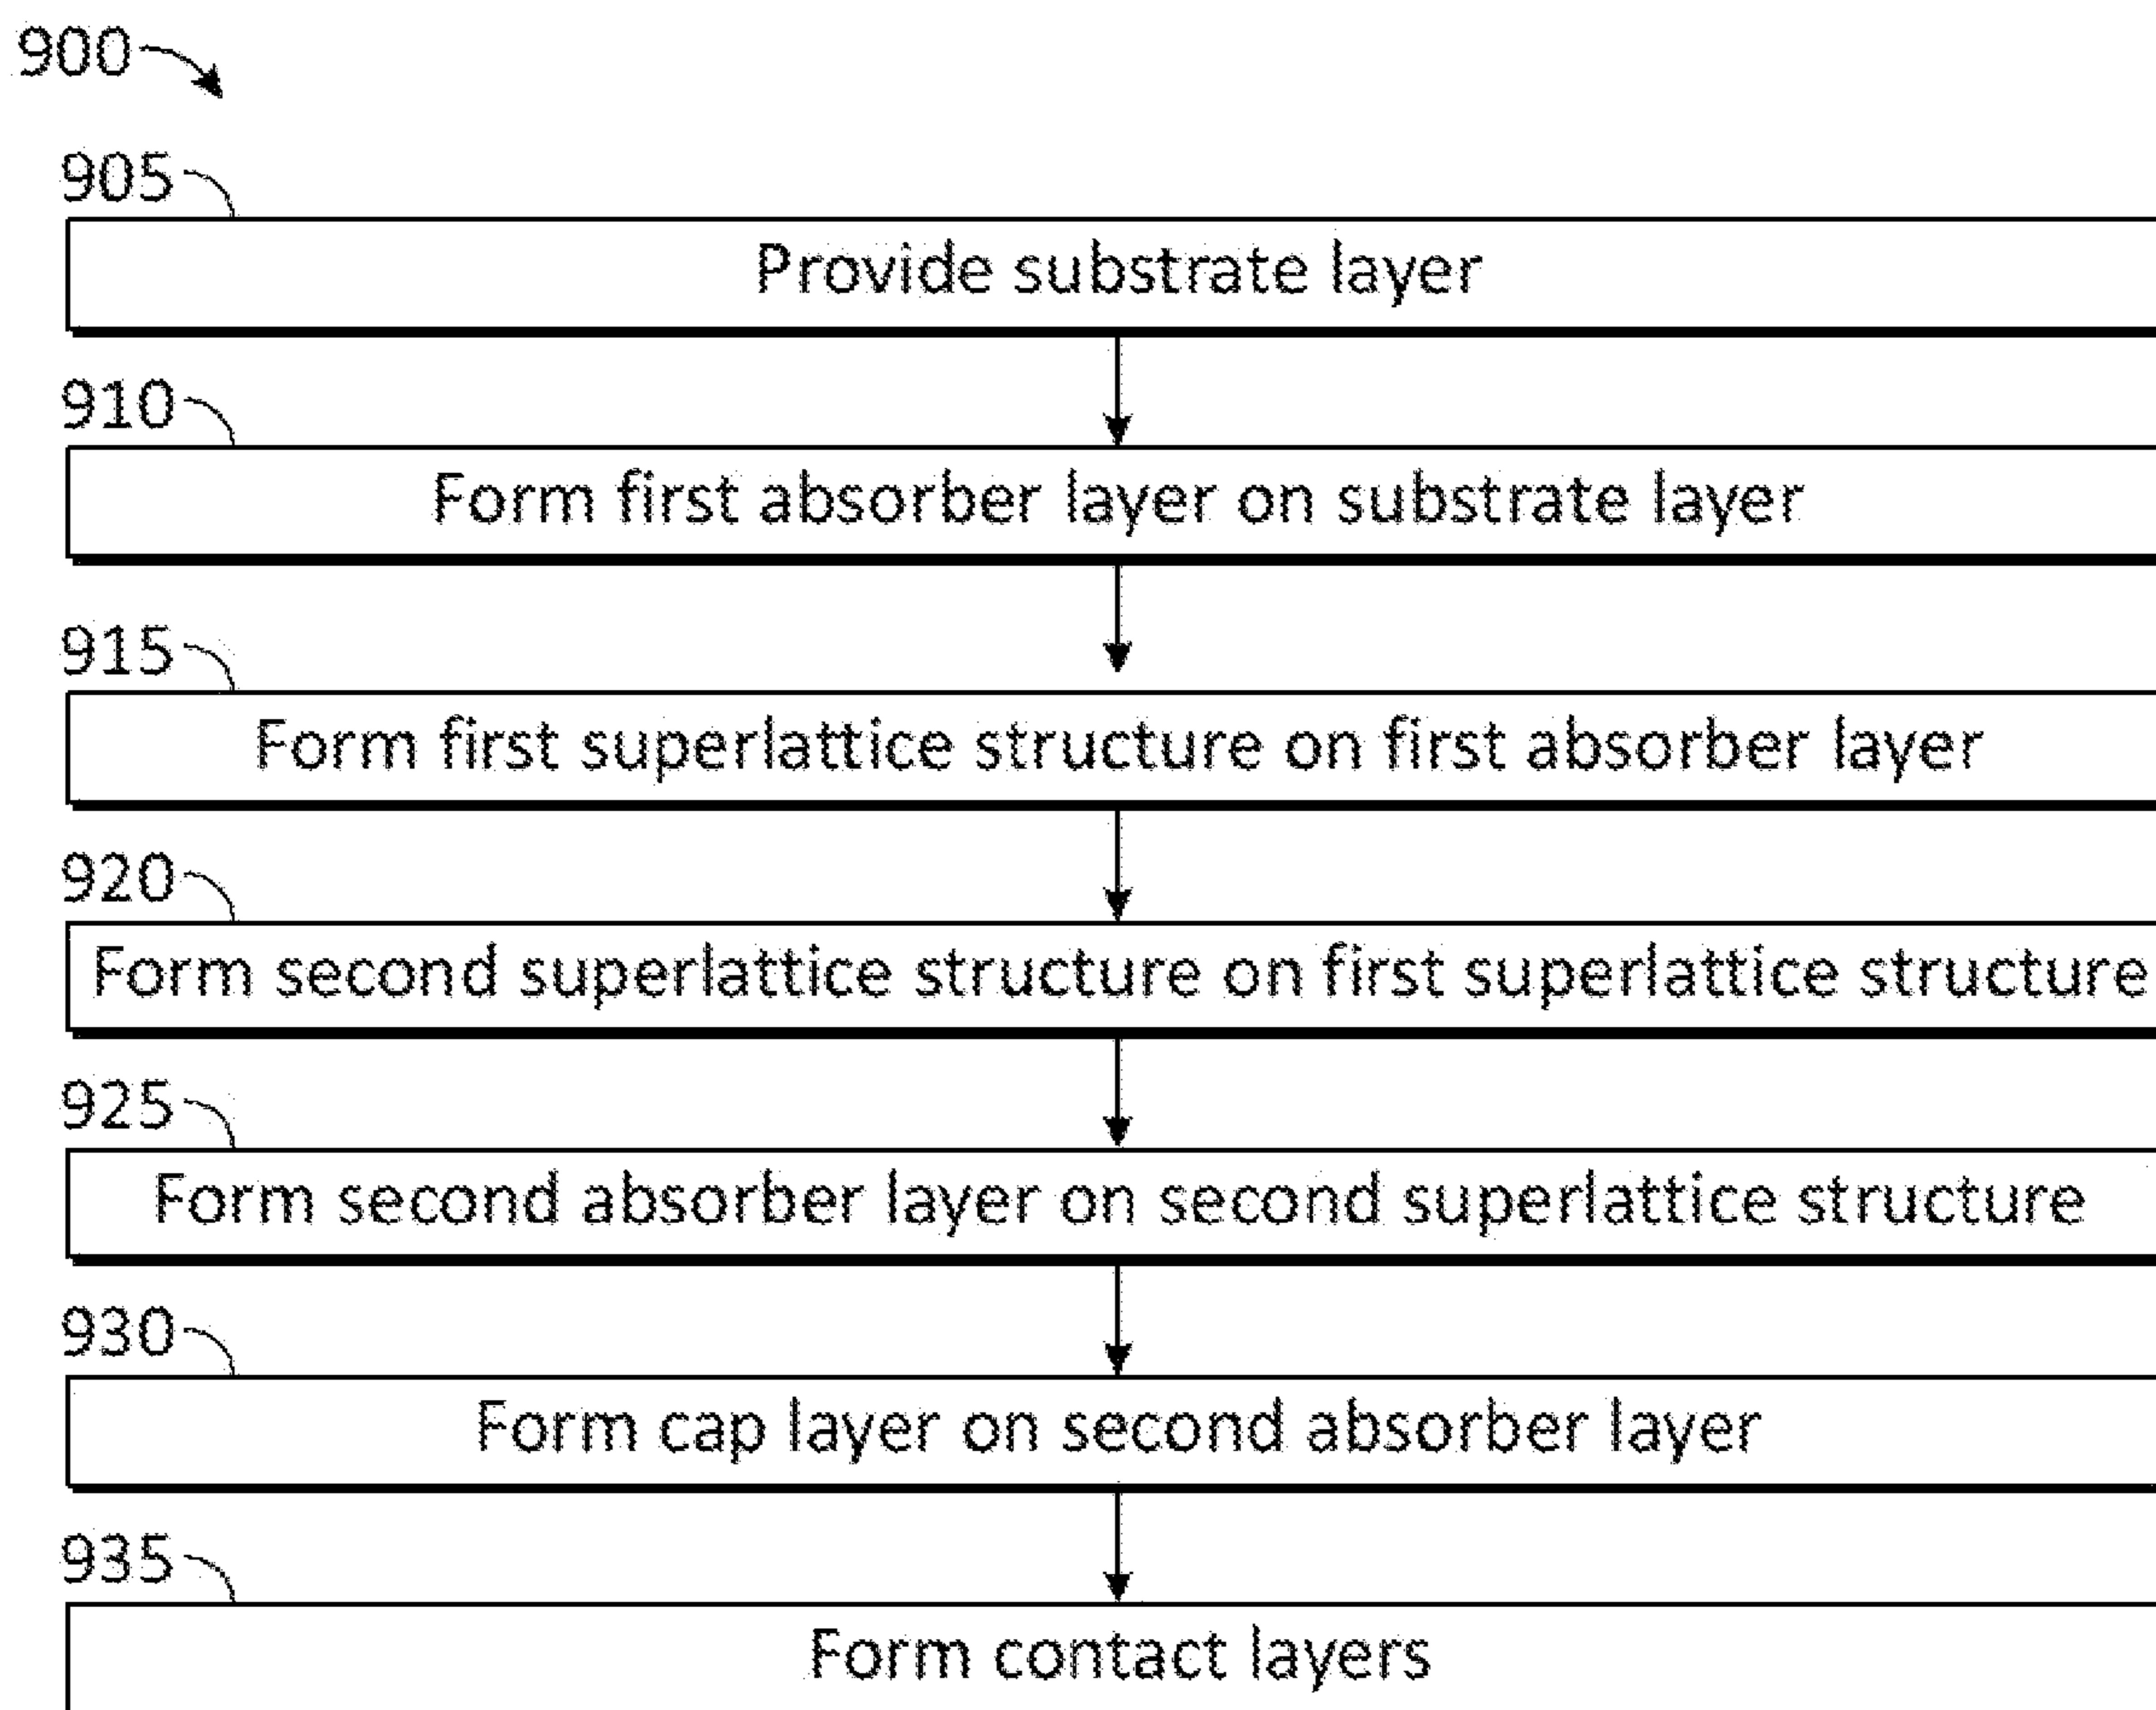 900
905
Provide substrate layer
910
Form first absorber layer on substrate layer
915
Form first superlattice structure on first absorber layer
920
Form second superlattice structure on first superlattice structure
925
Form second absorber layer on second superlattice structure
930
Form cap layer on second absorber layer
935
Form contact layers